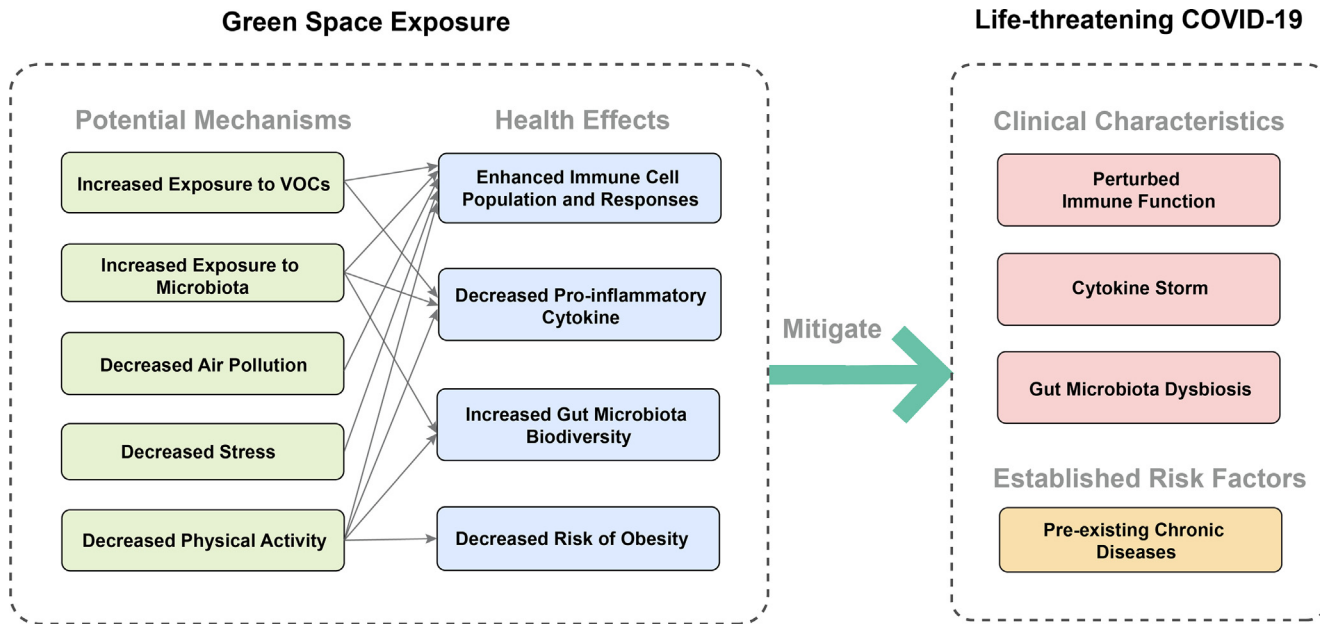 Green Space Exposure
Potential Mechanisms
Increased Exposure to VOCs
Increased Exposure to
Microbiota
Decreased Air Pollution
Decreased Stress
Decreased Physical Activity
Health Effects
Enhanced Immune Cell
Population and Responses
Decreased Pro-inflammatory
Cytokine
Increased Gut Microbiota
Biodiversity
Decreased Risk of Obesity
Mitigate
Life-threatening COVID-19
Clinical Characteristics
Perturbed
Immune Function
Cytokine Storm
Gut Microbiota Dysbiosis
Established Risk Factors
Pre-existing Chronic
Diseases